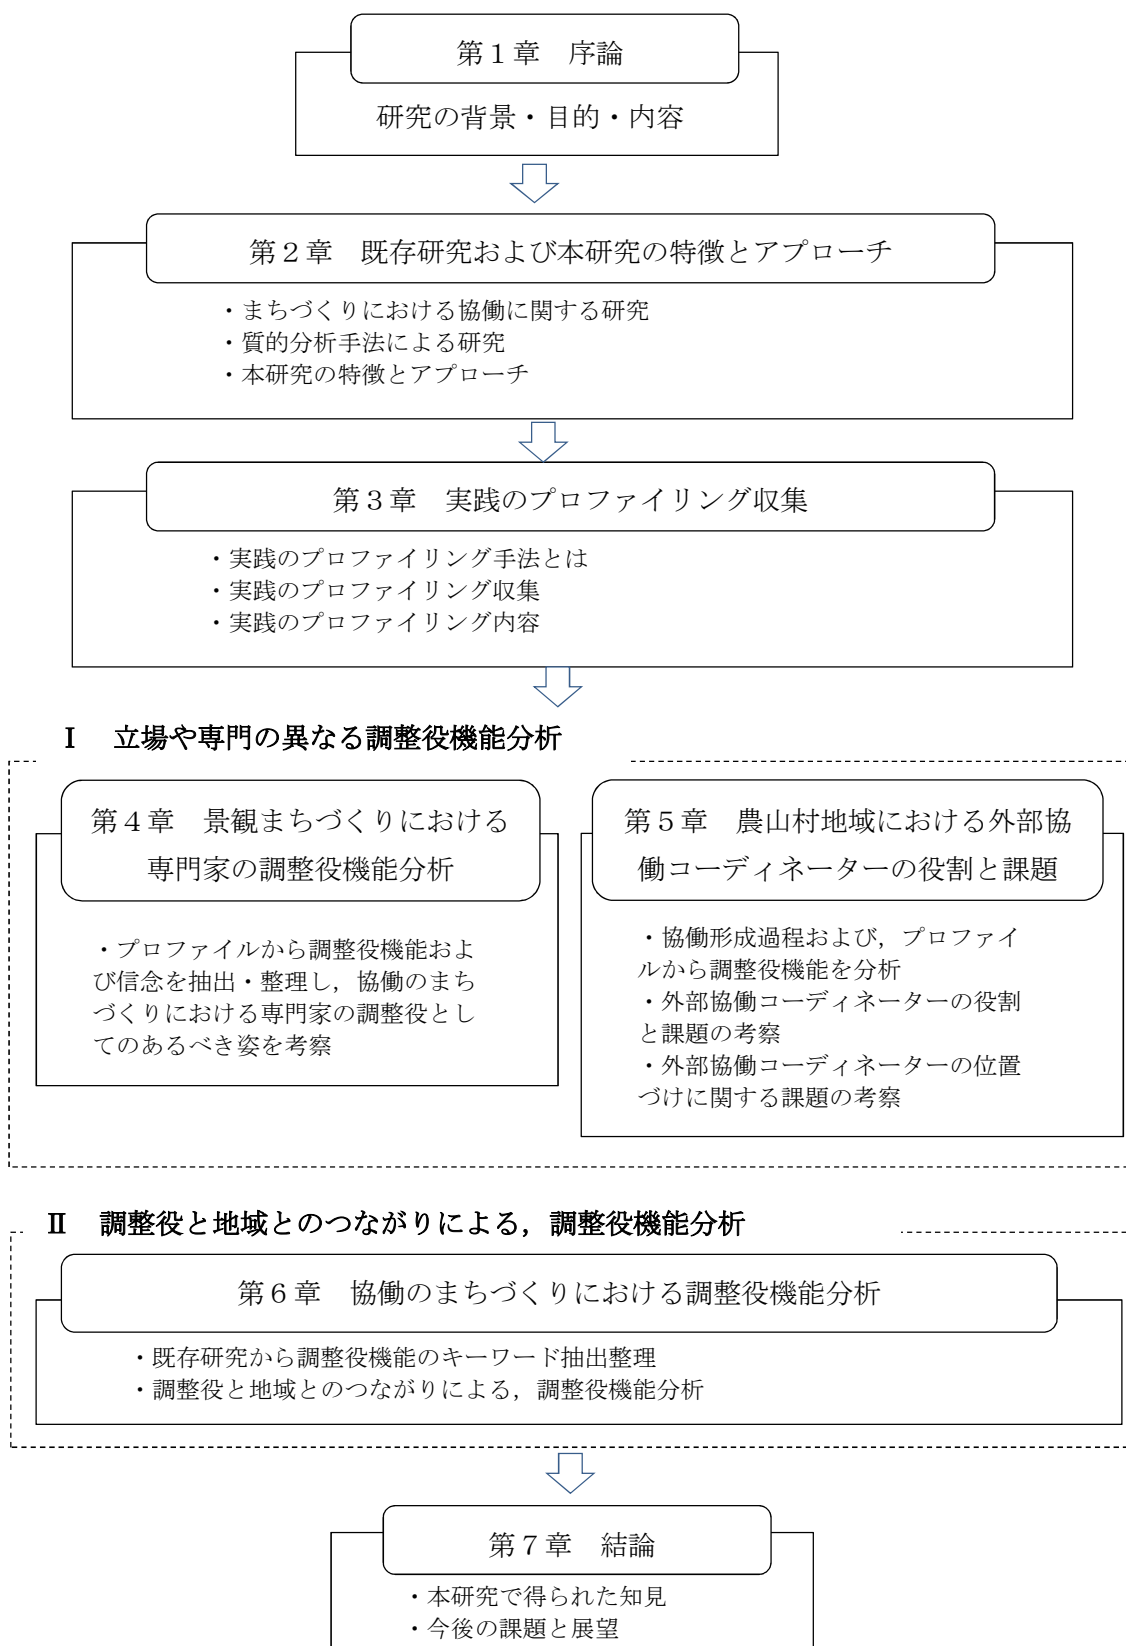 第１章　序論
研究の背景・目的・内容
第２章　既存研究および本研究の特徴とアプローチ
・まちづくりにおける協働に関する研究
・質的分析手法による研究
・本研究の特徴とアプローチ
第３章　実践のプロファイリング収集
・実践のプロファイリング手法とは
・実践のプロファイリング収集
・実践のプロファイリング内容
Ⅰ　立場や専門の異なる調整役機能分析
第４章　景観まちづくりにおける
専門家の調整役機能分析
・プロファイルから調整役機能およ
び信念を抽出・整理し，協働のまち
づくりにおける専門家の調整役とし
てのあるべき姿を考察
第５章　農山村地域における外部協
働コーディネーターの役割と課題
・協働形成過程および，プロファイ
ルから調整役機能を分析
・外部協働コーディネーターの役割
と課題の考察
・外部協働コーディネーターの位置
づけに関する課題の考察
Ⅱ　調整役と地域とのつながりによる，調整役機能分析
第６章　協働のまちづくりにおける調整役機能分析
・既存研究から調整役機能のキーワード抽出整理
・調整役と地域とのつながりによる，調整役機能分析
第７章　結論
・本研究で得られた知見
・今後の課題と展望